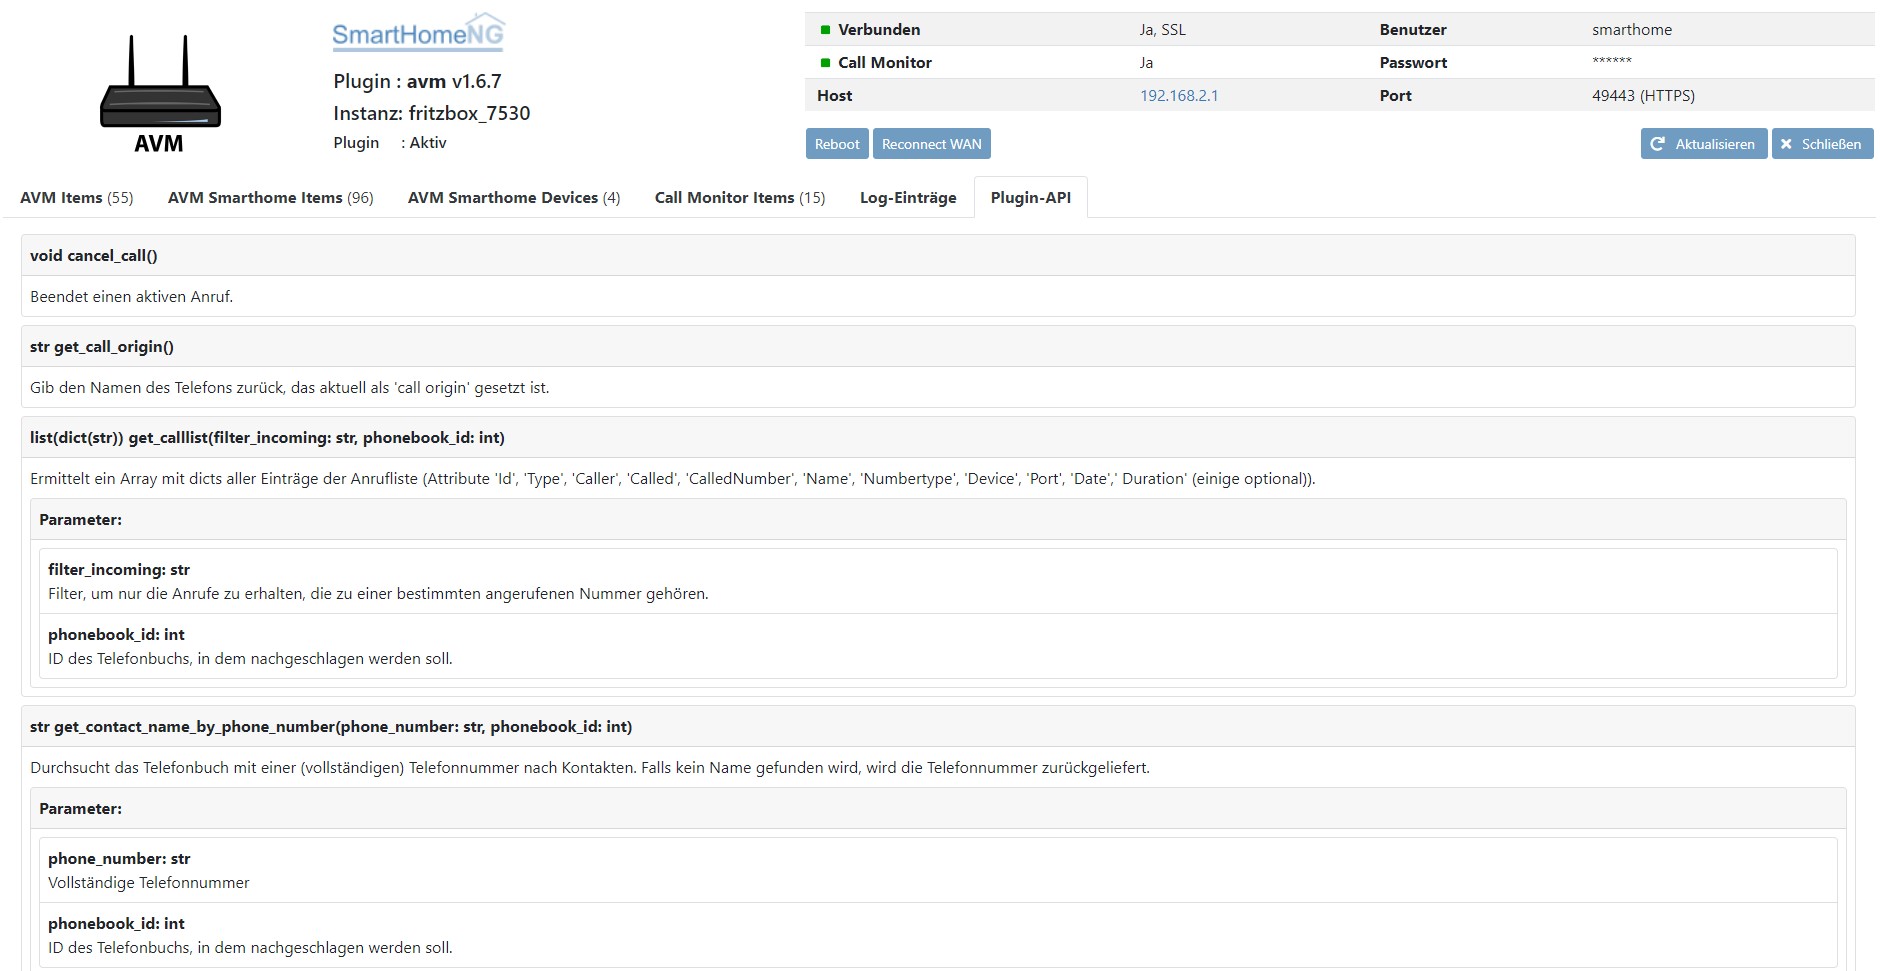 AVM
SmartHomeNG
Plugin : avm v1.6.7
Instanz: fritzbox_7530
Plugin : Aktiv
Verbunden Ja, SSL Benutzer smarthome
Call Monitor Ja Passwort ******
Host 192.168.2.1 Port 49443 (HTTPS)
Reboot Reconnect WAN Aktualisieren Schließen
AVM Items (55) AVM Smarthome Items (96) AVM Smarthome Devices (4) Call Monitor Items (15) Log-Einträge Plugin-API
void cancel_call()
Beendet einen aktiven Anruf.
str get_call_origin()
Gib den Namen des Telefons zurück, das aktuell als 'call origin' gesetzt ist.
list(dict(str)) get_calllist(filter_incoming: str, phonebook_id: int)
Ermittelt ein Array mit dicts aller Einträge der Anrufliste (Attribute 'Id', 'Type', 'Caller', 'Called', 'CalledNumber', 'Name', 'Numbertype', 'Device', 'Port', 'Date',' Duration' (einige optional)).
Parameter:
filter_incoming: str
Filter, um nur die Anrufe zu erhalten, die zu einer bestimmten angerufenen Nummer gehören.
phonebook_id: int
ID des Telefonbuchs, in dem nachgeschlagen werden soll.
str get_contact_name_by_phone_number(phone_number: str, phonebook_id: int)
Durchsucht das Telefonbuch mit einer (vollständigen) Telefonnummer nach Kontakten. Falls kein Name gefunden wird, wird die Telefonnummer zurückgeliefert.
Parameter:
phone_number: str
Vollständige Telefonnummer
phonebook_id: int
ID des Telefonbuchs, in dem nachgeschlagen werden soll.